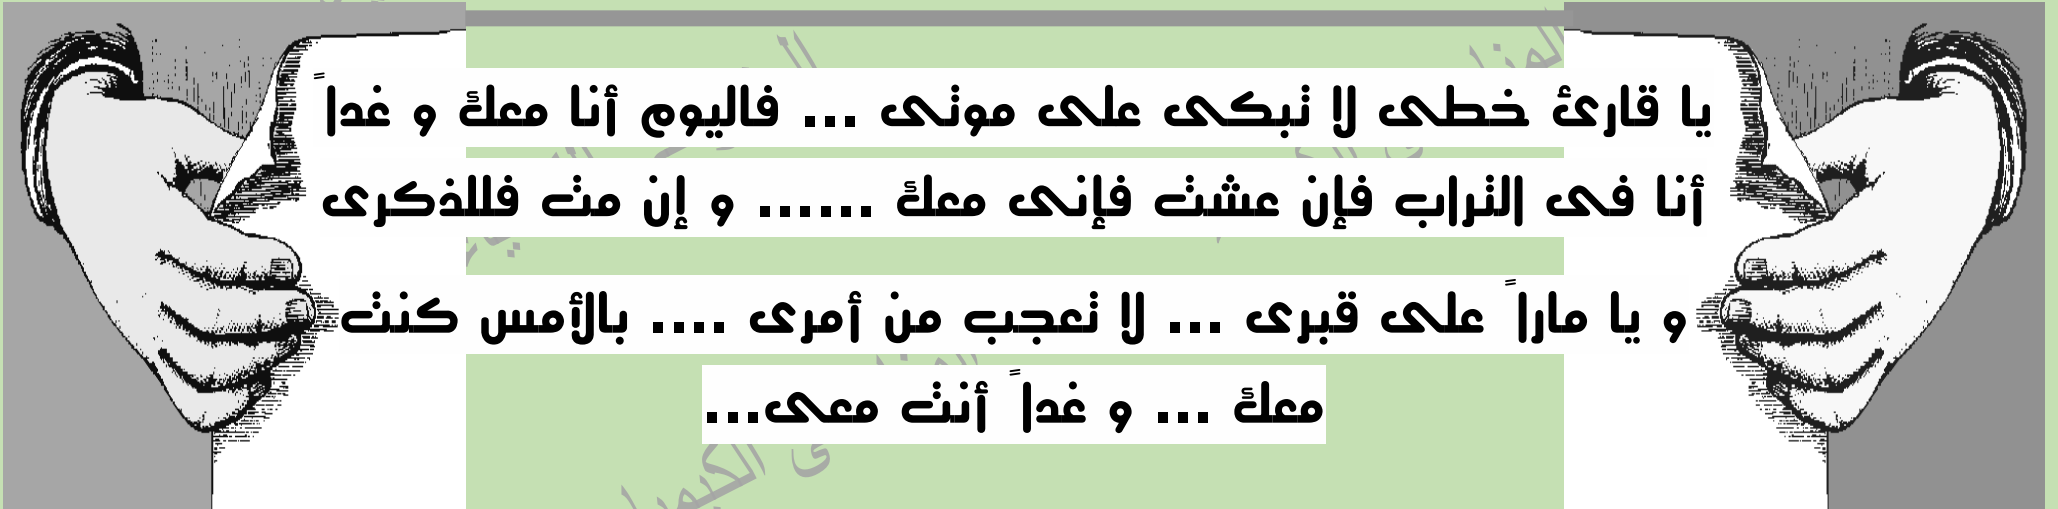 يا قارئ خطى لا تبكى على موتى ... فاليوم أنا معك و غداً
أنا فى التراب فإن عشت فإنى معك ...... و إن مت فللذكرى
و يا ماراً على قبرى ... لا تعجب من أمرى .... بالأمس كنت
معك ... و غداً أنت معى...